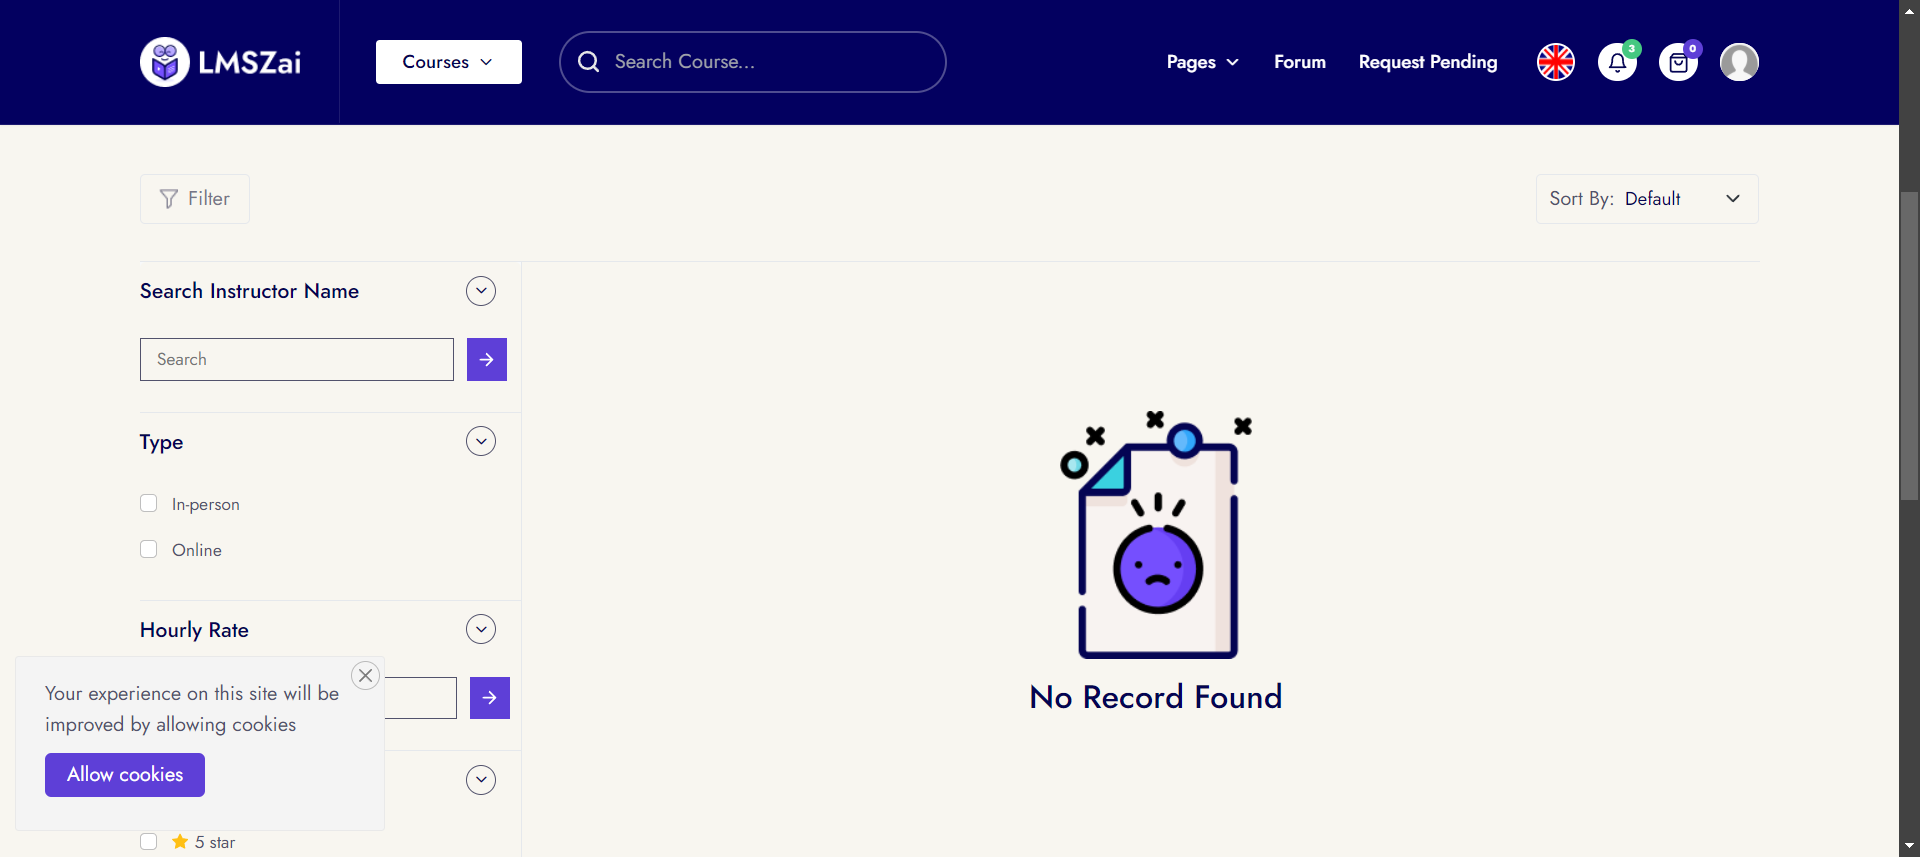 LMSZai
Courses
Search Course...
Pages
Forum
Request Pending
3
0
Filter
Sort By: Default
Search Instructor Name
Search
Type
In-person
Online
Hourly Rate
Your experience on this site will be
improved by allowing cookies
Allow cookies
5 star
No Record Found